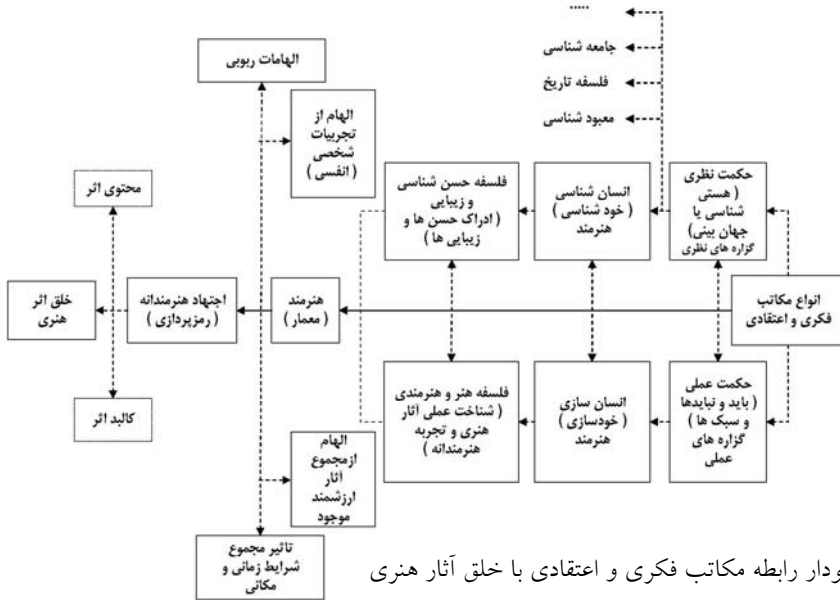 .....
جامعه شناسی
فلسفه تاریخ
معبود شناسی
انواع مکاتب
فکری و اعتقادی
حکمت نظری
( هستی
شناسی یا
جهان بینی)
گزاره های نظری
انسان شناسی
( خود شناسی )
هنرمند
فلسفه حسن شناسی
و زیبایی
( ادراک حسن ها و
زیبایی ها )
حکمت عملی
( باید و نبایدها
و سبک ها )
گزاره های
عملی
انسان سازی
( خودسازی )
هنرمند
فلسفه هنر و هنرمندی
( شناخت عملی آثار
هنری و تجربه
هنرمندانه )
هنرمند
( معمار )
الهامات ربوبی
الهام از
تجربیات
شخصی
( انفسی )
الهام
ازمجموع
آثار
ارزشمند
موجود
تاثیر مجموع
شرایط زمانی و
مکانی
اجتهاد هنرمندانه
( رمزپردازی )
محتوی اثر
کالبد اثر
خلق اثر
هنری
ودار رابطه مکاتب فکری و اعتقادی با خلق آثار هنری